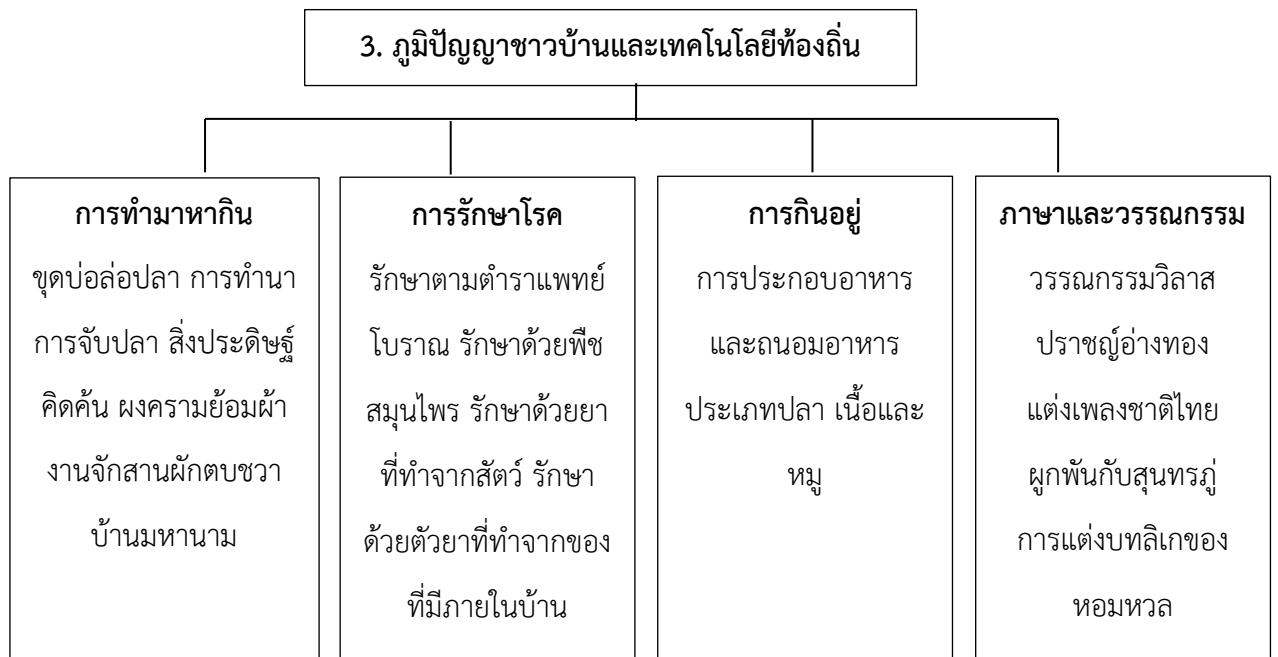 3. ภูมิปัญญาชาวบ้านและเทคโนโลยีท้องถิ่น
การทำมาหากิน
ขุดบ่อล่อปลา การทำนา
การจับปลา สิ่งประดิษฐ์
คิดค้น ผงครามย้อมผ้า
งานจักสานผักตบชวา
บ้านมหานาม
การรักษาโรค
รักษาตามตำราแพทย์
โบราณ รักษาด้วยพืช
สมุนไพร รักษาด้วยยา
ที่ทำจากสัตว์ รักษา
ด้วยตัวยาที่ทำจากของ
ที่มีภายในบ้าน
การกินอยู่
การประกอบอาหาร
และถนอมอาหาร
ประเภทปลา เนื้อและ
หมู
ภาษาและวรรณกรรม
วรรณกรรมวิลาส
ปราชญ์อ่างทอง
แต่งเพลงชาติไทย
ผูกพันกับสุนทรภู่
การแต่งบทลิเกของ
หอมหวล